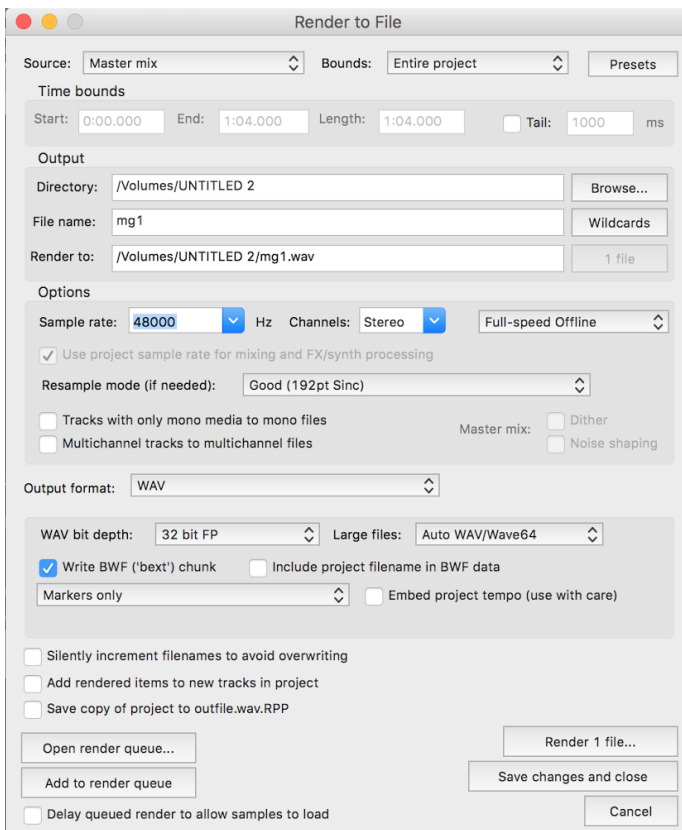 Render to File
Source: Master mix Bounds: Entire project Presets
Time bounds
Start: 0:00.000 End: 1:04.000 Length: 1:04.000 Tail: 1000 ms
Output
Directory: /Volumes/UNTITLED 2 Browse...
File name: mg1 Wildcards
Render to: /Volumes/UNTITLED 2/mg1.wav 1 file
Options
Sample rate: 48000 Hz Channels: Stereo Full-speed Offline
Use project sample rate for mixing and FX/synth processing
Resample mode (if needed): Good (192pt Sinc)
Tracks with only mono media to mono files
Master mix: Dither
Multichannel tracks to multichannel files Noise shaping
Output format: WAV
WAV bit depth: 32 bit FP Large files: Auto WAV/Wave64
Write BWF ('bext') chunk Include project filename in BWF data
Markers only Embed project tempo (use with care)
Silently increment filenames to avoid overwriting
Add rendered items to new tracks in project
Save copy of project to outfile.wav.RPP
Open render queue... Render 1 file...
Add to render queue Save changes and close
Delay queued render to allow samples to load Cancel